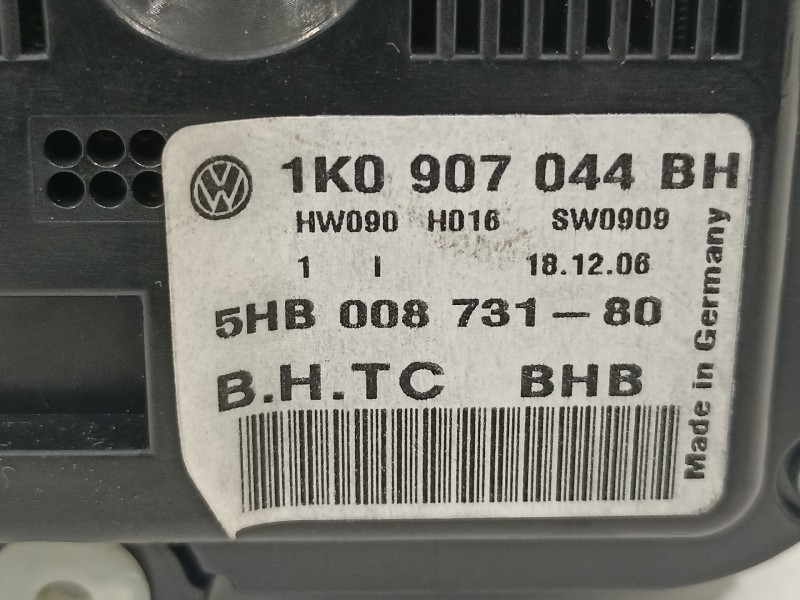 1K0 907 044 BH
HW090 H016 SW0909
1 I 18.12.06
5HB 008 731-80
B.H.TC BHB
Made in Germany